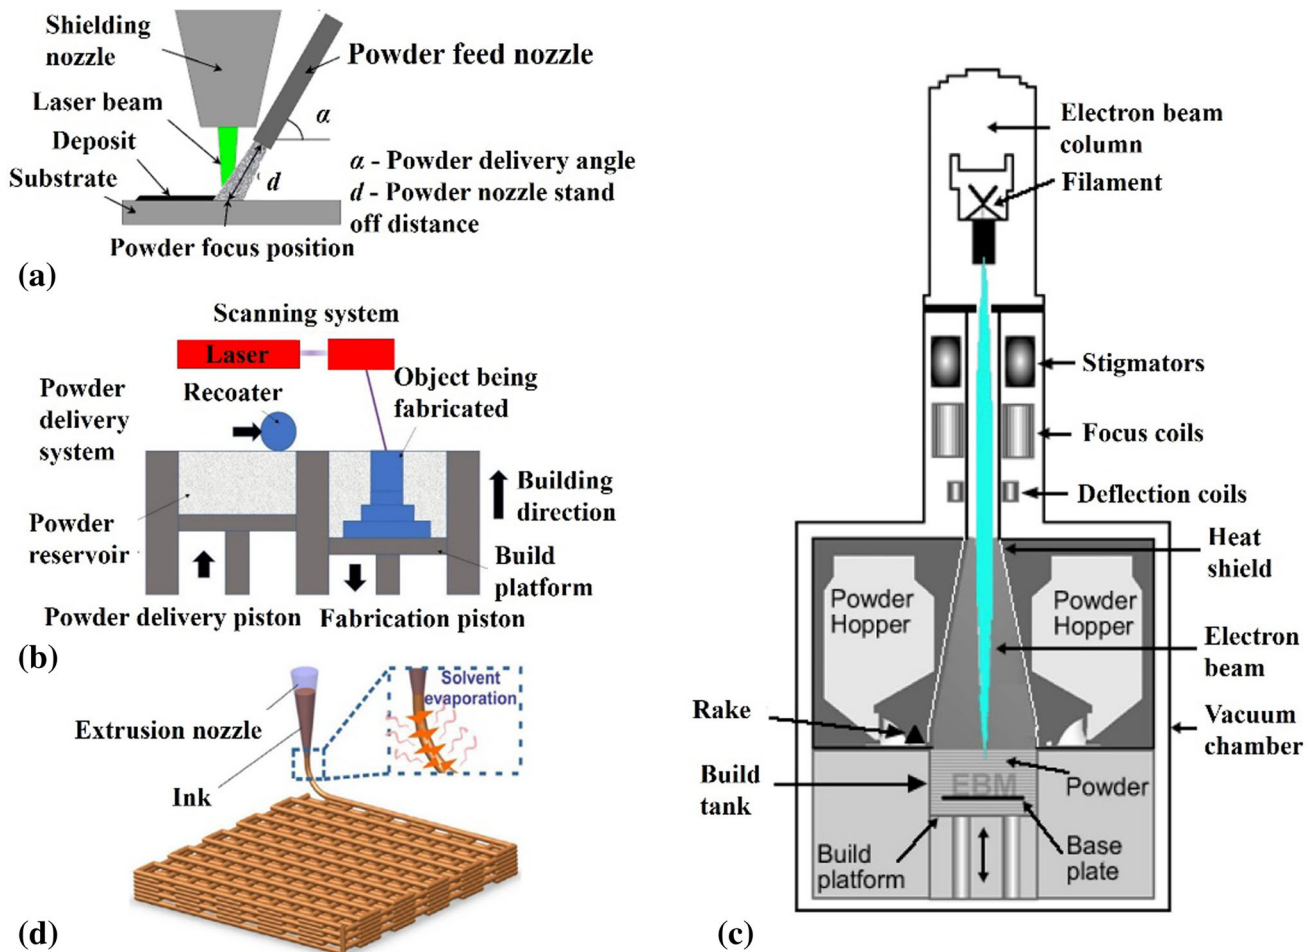 Shielding
nozzle
Powder feed nozzle
Laser beam
α
Deposit
α - Powder delivery angle
Substrate
d
d - Powder nozzle stand
off distance
Powder focus position
(a)
Scanning system
Laser
Recoater
Object being
fabricated
Powder
delivery
system
Building
direction
Powder
reservoir
Build
platform
Powder delivery piston
Fabrication piston
(b)
Solvent
evaporation
Extrusion nozzle
Ink
(d)
Electron beam
column
Filament
Stigmators
Focus coils
Deflection coils
Heat
shield
Powder
Hopper
Powder
Hopper
Electron
beam
Rake
Vacuum
chamber
Build
tank
EBM
Powder
Build
platform
Base
plate
(c)